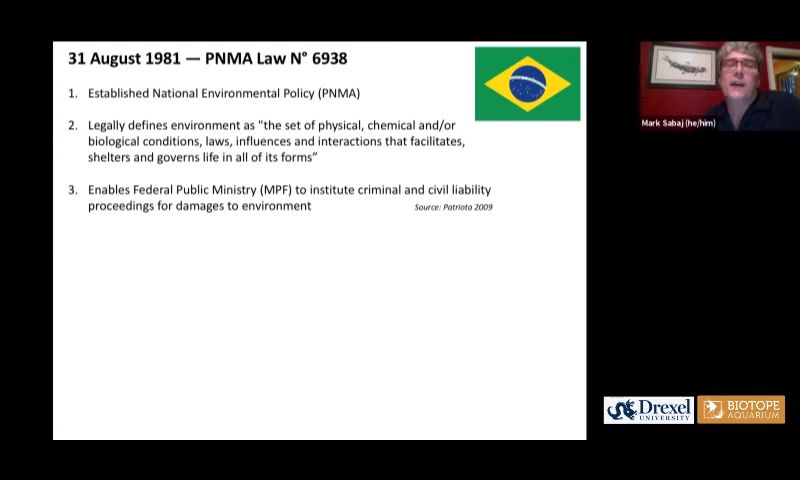 31 August 1981 — PNMA Law N° 6938
1. Established National Environmental Policy (PNMA)
2. Legally defines environment as "the set of physical, chemical and/or
biological conditions, laws, influences and interactions that facilitates,
shelters and governs life in all of its forms”
3. Enables Federal Public Ministry (MPF) to institute criminal and civil liability
proceedings for damages to environment
Source: Patriota 2009
Mark Sabaj (he/him)
Drexel
UNIVERSITY
BIOTOPE
AQUARIUM